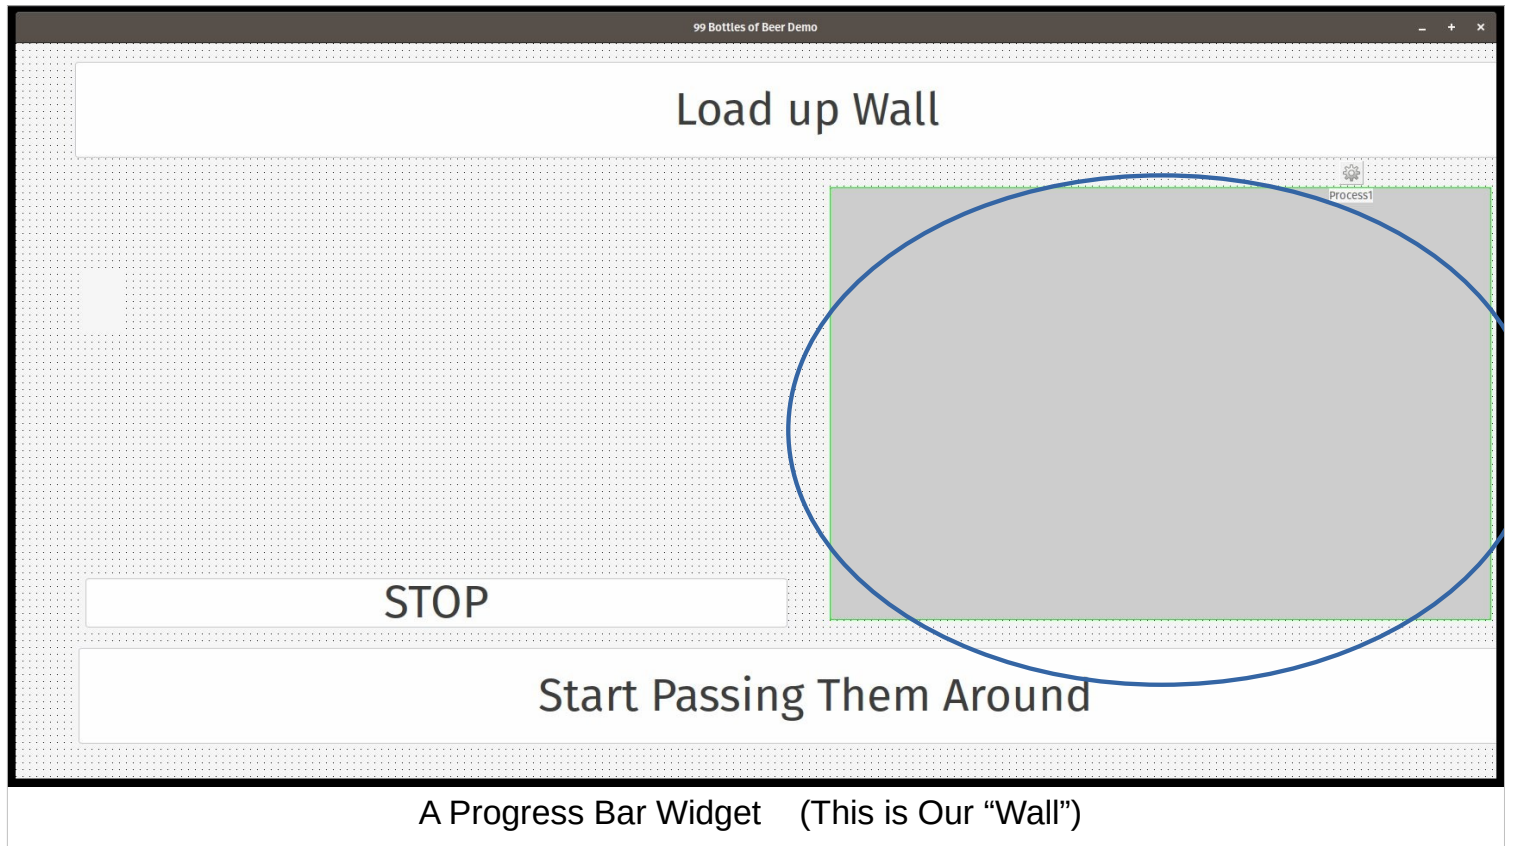 99 Bottles of Beer Demo
Load up Wall
Process1
STOP
Start Passing Them Around
A Progress Bar Widget (This is Our “Wall”)